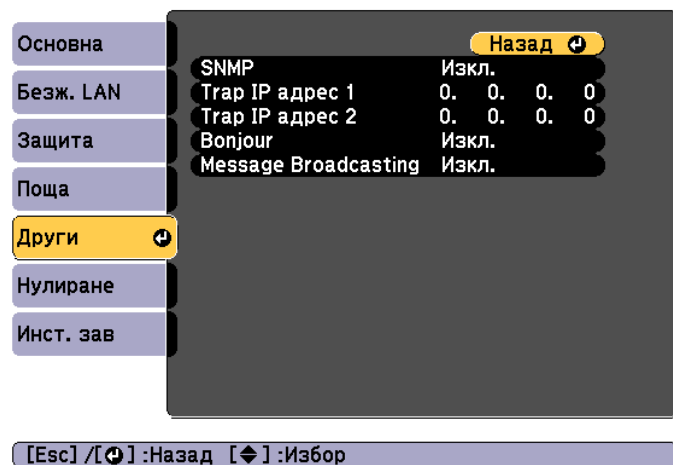 Основна
Безж. LAN
Защита
Поща
Други
Нулиране
Инст. зав
Назад
SNMP Изкл.
Trap IP адрес 1 0. 0. 0. 0
Trap IP адрес 2 0. 0. 0. 0
Bonjour Изкл.
Message Broadcasting Изкл.
[Esc] /[⏎] :Назад [◆] :Избор